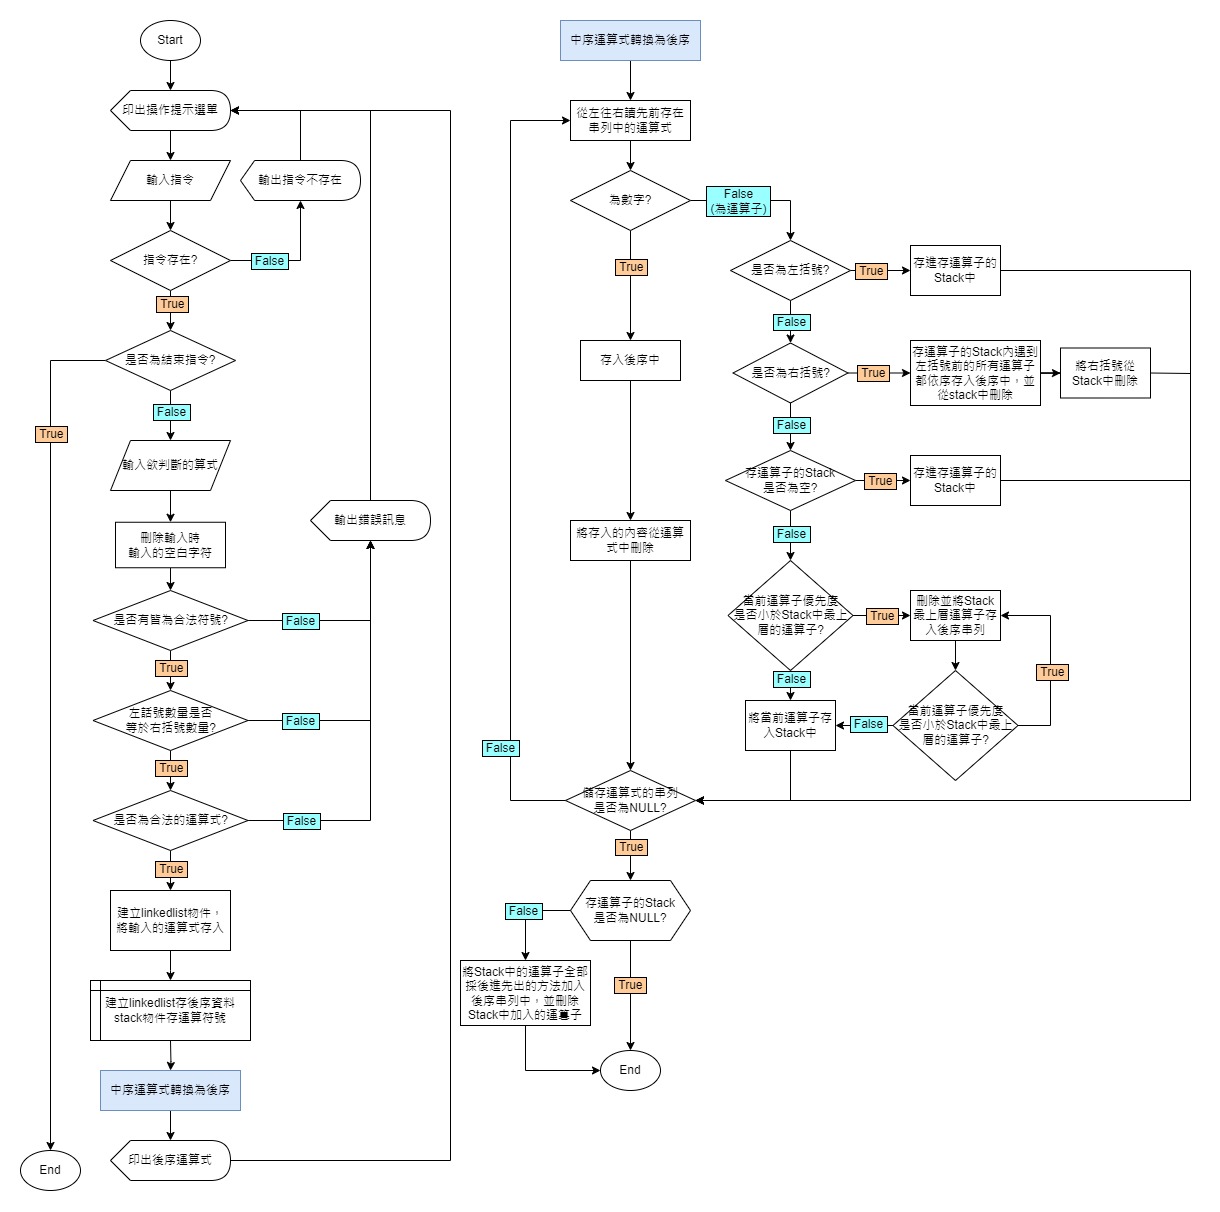 Start
印出操作提示選單
輸入指令
輸出指令不存在
指令存在?
False
True
是否為結束指令?
True
False
輸入欲判斷的算式
刪除輸入時
輸入的空白字符
輸出錯誤訊息
是否有皆為合法符號?
False
True
左話號數量是否
等於右括號數量?
False
True
是否為合法的運算式?
False
True
建立linkedlist物件，
將輸入的運算式存入
建立linkedlist存後序資料
stack物件存運算符號
中序運算式轉換為後序
印出後序運算式
End
中序運算式轉換為後序
從左往右讀先前存在
串列中的運算式
為數字?
False
(為運算子)
True
是否為左括號?
True
存進存運算子的
Stack中
False
存入後序中
是否為右括號?
True
存運算子的Stack內遇到
左括號前的所有運算子
都依序存入後序中，並
從stack中刪除
將右括號從
Stack中刪除
False
存運算子的Stack
是否為空?
True
存進存運算子的
Stack中
將存入的內容從運算
式中刪除
False
當前運算子優先度
是否小於Stack中最上
層的運算子?
True
刪除並將Stack
最上層運算子存
入後序串列
True
False
將當前運算子存
入Stack中
False
當前運算子優先度
是否小於Stack中最上
層的運算子?
False
儲存運算式的串列
是否為NULL?
True
存運算子的Stack
是否為NULL?
False
將Stack中的運算子全部
採後進先出的方法加入
後序串列中，並刪除
Stack中加入的運算子
True
End